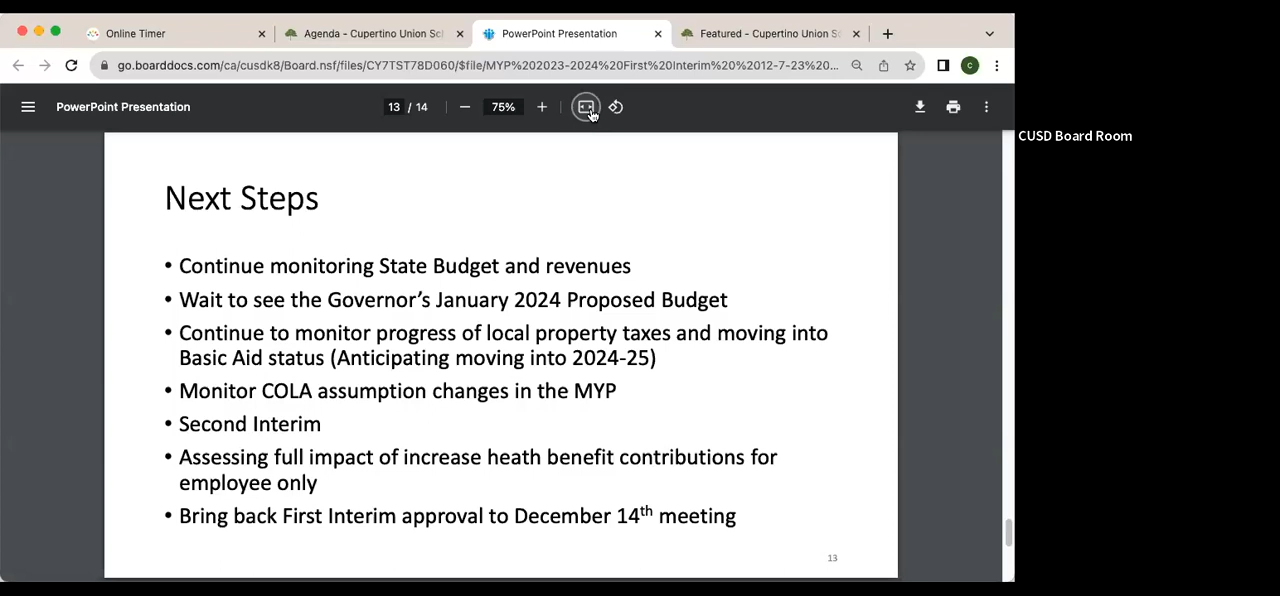 Online Timer
Agenda - Cupertino Union Sc
PowerPoint Presentation
Featured - Cupertino Union S
go.boarddocs.com/ca/cusdk8/Board.nsf/files/CY7TST78D060/$file/MYP%202023-2024%20First%20Interim%20%2012-7-23%20...
C
PowerPoint Presentation
13 / 14
75%
CUSD Board Room
Next Steps
• Continue monitoring State Budget and revenues
• Wait to see the Governor’s January 2024 Proposed Budget
• Continue to monitor progress of local property taxes and moving into
Basic Aid status (Anticipating moving into 2024-25)
• Monitor COLA assumption changes in the MYP
• Second Interim
• Assessing full impact of increase heath benefit contributions for
employee only
• Bring back First Interim approval to December 14th meeting
13